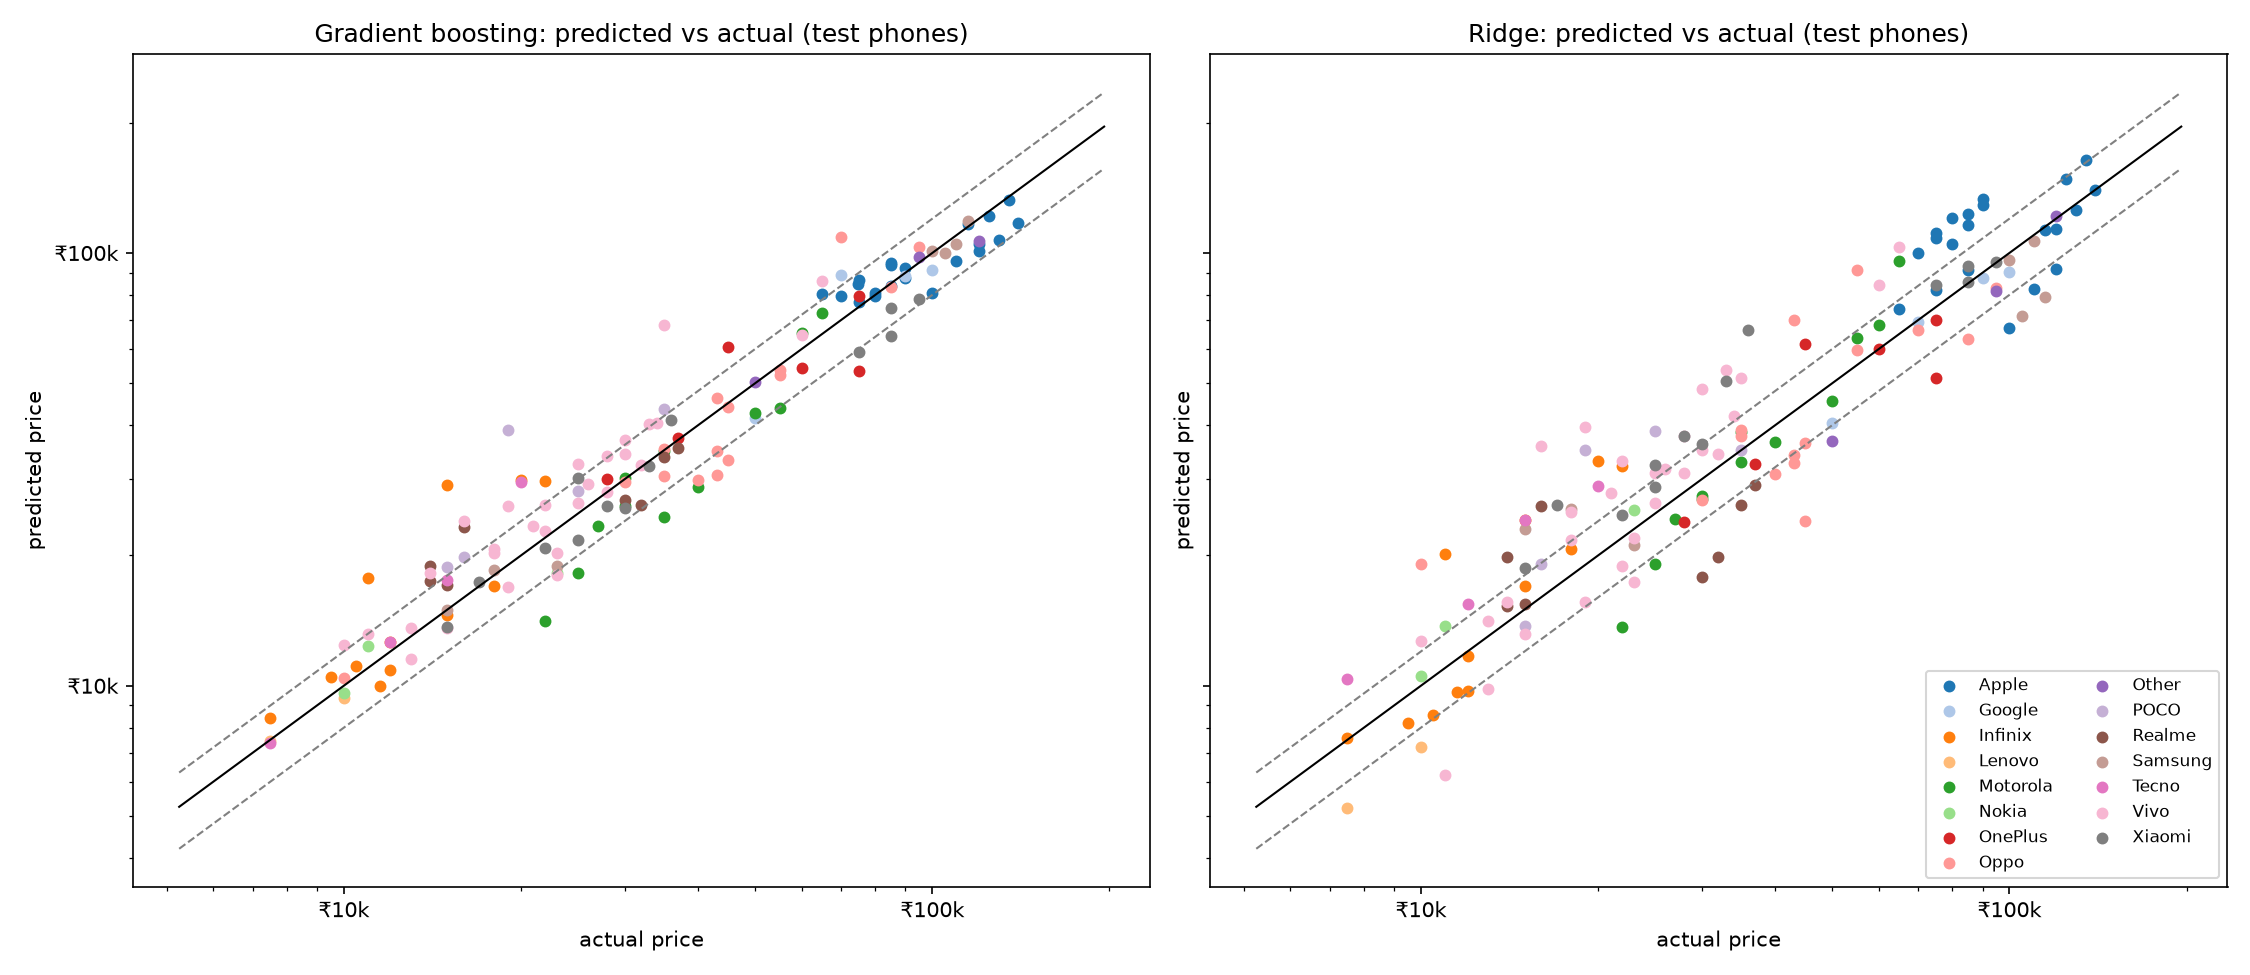 Gradient boosting: predicted vs actual (test phones)
predicted price
₹100k
₹10k
₹10k
₹100k
actual price
Ridge: predicted vs actual (test phones)
predicted price
₹10k
₹100k
actual price
Apple
Google
Infinix
Lenovo
Motorola
Nokia
OnePlus
Oppo
Other
POCO
Realme
Samsung
Tecno
Vivo
Xiaomi